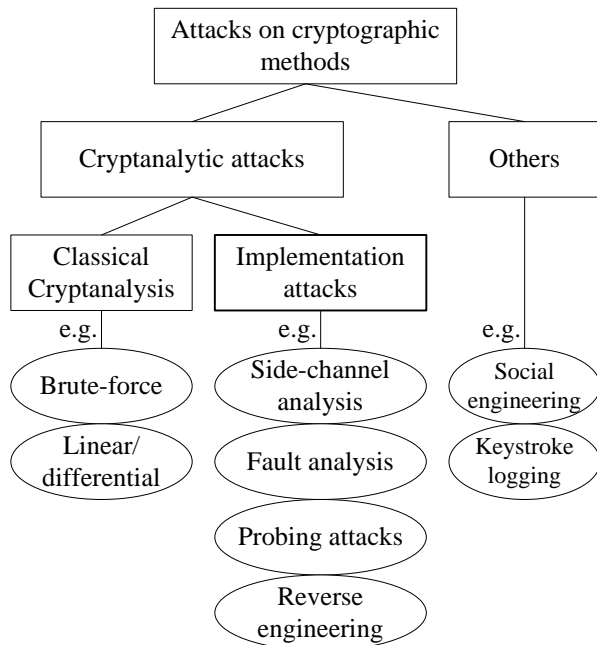 Attacks on cryptographic
methods
Cryptanalytic attacks
Others
Classical
Cryptanalysis
Implementation
attacks
e.g.
e.g.
e.g.
Brute-force
Linear/
differential
Side-channel
analysis
Fault analysis
Probing attacks
Reverse
engineering
Social
engineering
Keystroke
logging